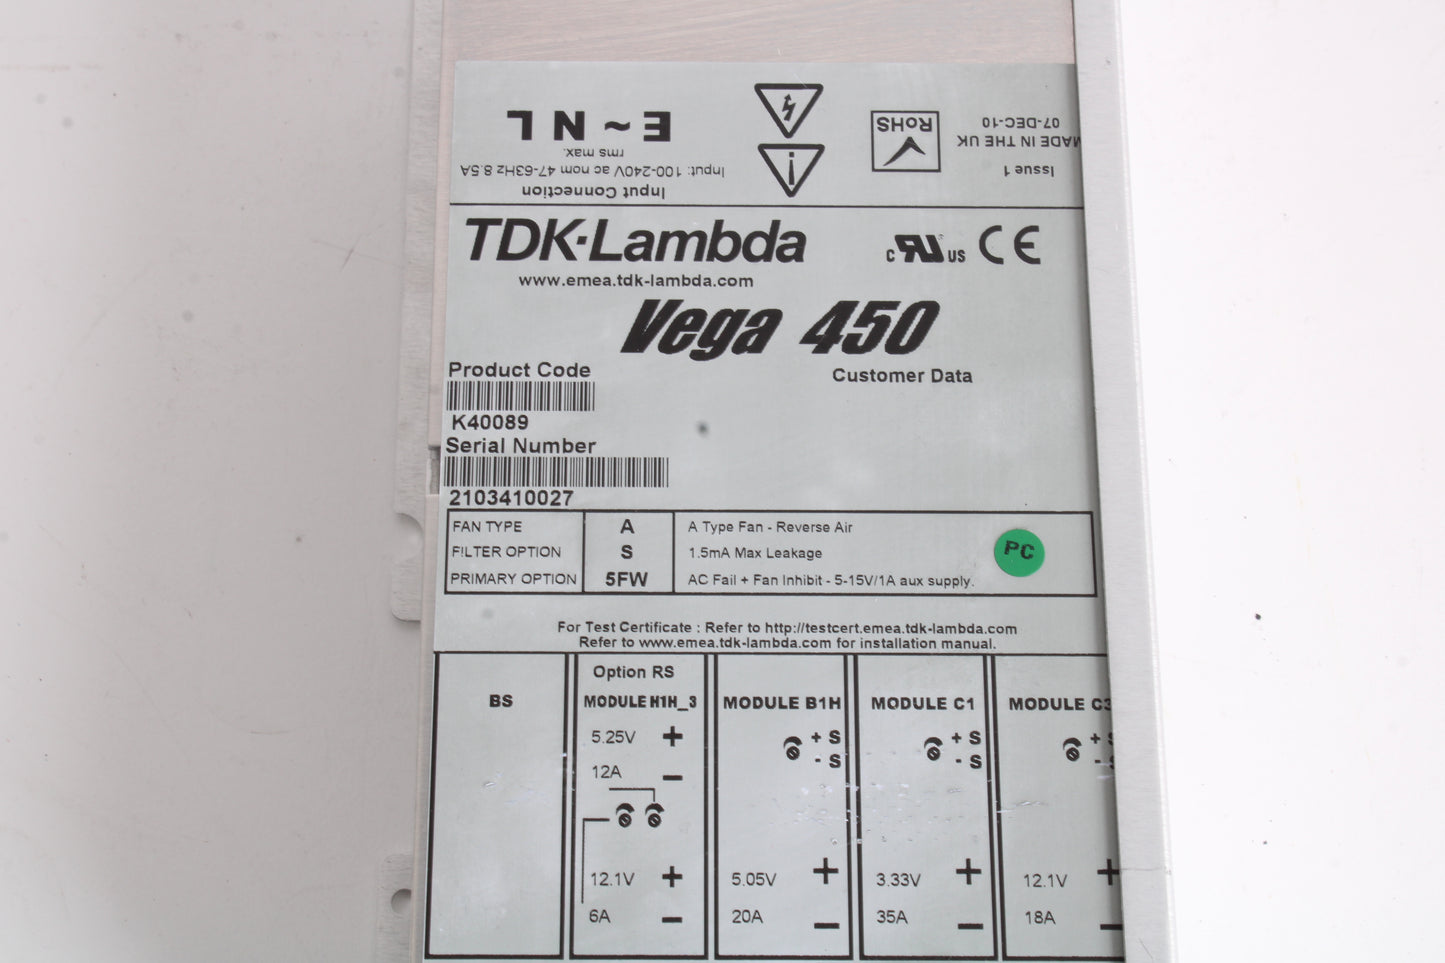 E ~ N L
rms max.
Input: 100-240V ac nom 47-63Hz 8.5A
Input Connection
RoHS
07-DEC-10
MADE IN THE UK
Issue 1
TDK-Lambda
www.emea.tdk-lambda.com
c RU US CE
Vega 450
Product Code
Customer Data
K40089
Serial Number
2103410027
FAN TYPE A A Type Fan - Reverse Air
FILTER OPTION S 1.5mA Max Leakage
PRIMARY OPTION 5FW AC Fail + Fan Inhibit - 5-15V/1A aux supply.
PC
For Test Certificate : Refer to http://testcert.emea.tdk-lambda.com
Refer to www.emea.tdk-lambda.com for installation manual.
BS
Option RS
MODULE H1H_3
5.25V +
12A -
12.1V +
6A -
MODULE B1H
+ S
- S
5.05V +
20A -
MODULE C1
+ S
- S
3.33V +
35A -
MODULE C3
+ S
- S
12.1V +
18A -